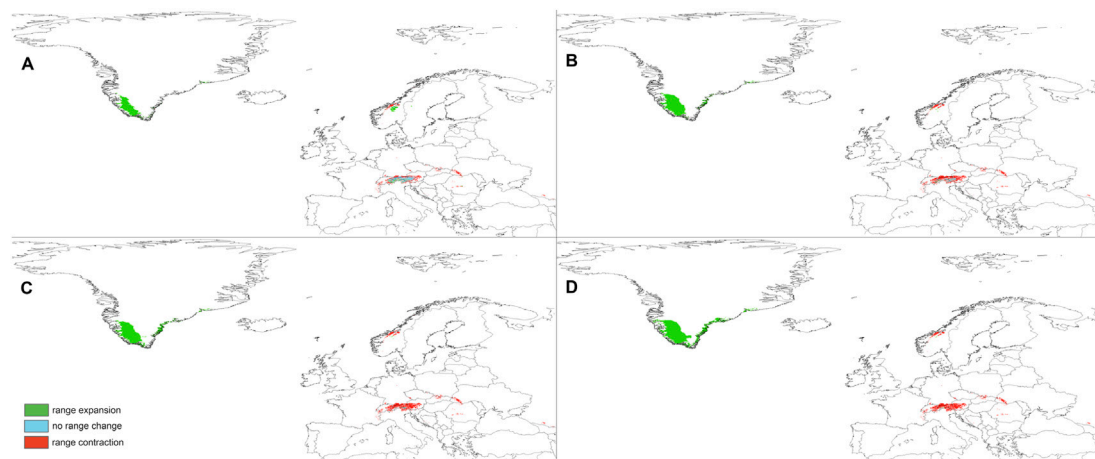 A
B
C
D
range expansion
no range change
range contraction